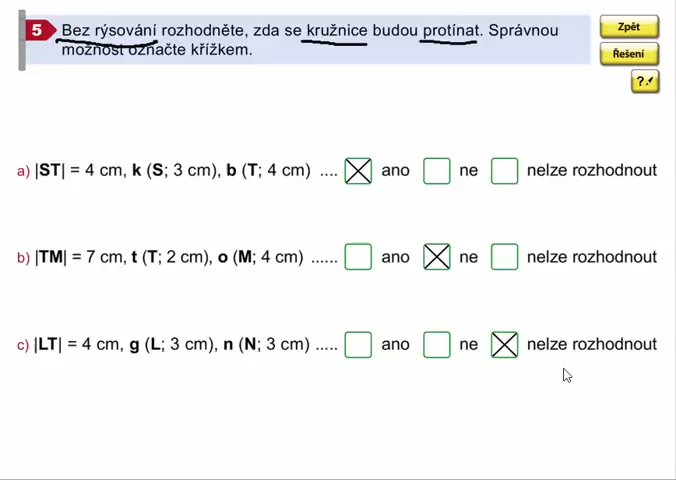 5 Bez rýsování rozhodněte, zda se kružnice budou protínat. Správnou
možnost označte křížkem.
Zpět
Řešení
?
a) |ST| = 4 cm, k (S; 3 cm), b (T; 4 cm) .... ano ne nelze rozhodnout
b) |TM| = 7 cm, t (T; 2 cm), o (M; 4 cm) ...... ano ne nelze rozhodnout
c) |LT| = 4 cm, g (L; 3 cm), n (N; 3 cm) ..... ano ne nelze rozhodnout